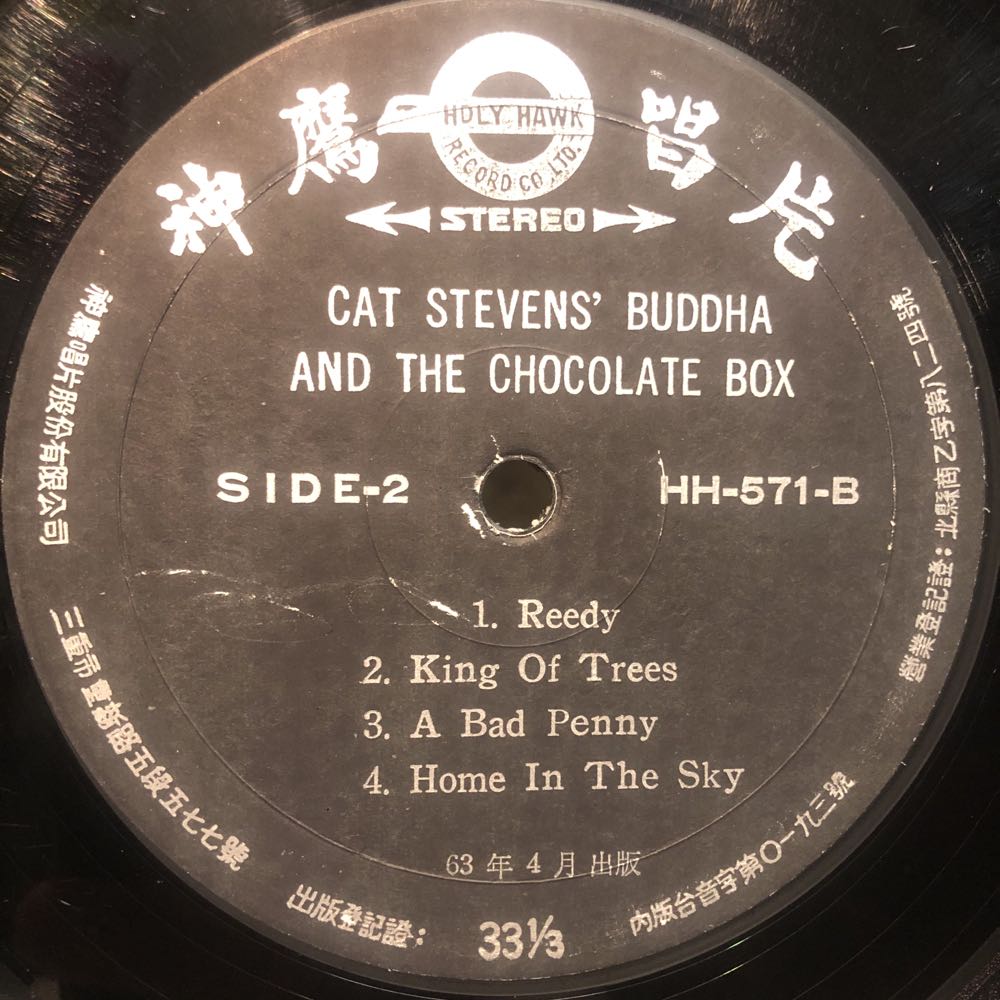 神鷹唱片
HOLY HAWK
RECORD CO.,LTD.
STEREO
CAT STEVENS' BUDDHA
AND THE CHOCOLATE BOX
SIDE-2
HH-571-B
1. Reedy
2. King Of Trees
3. A Bad Penny
4. Home In The Sky
63年4月出版
33⅓
神鷹唱片股份有限公司
三重市重新路五段五七七號
出版登記證：內版台音字第〇一九三號
營業登記證：北縣商乙字第八二四號